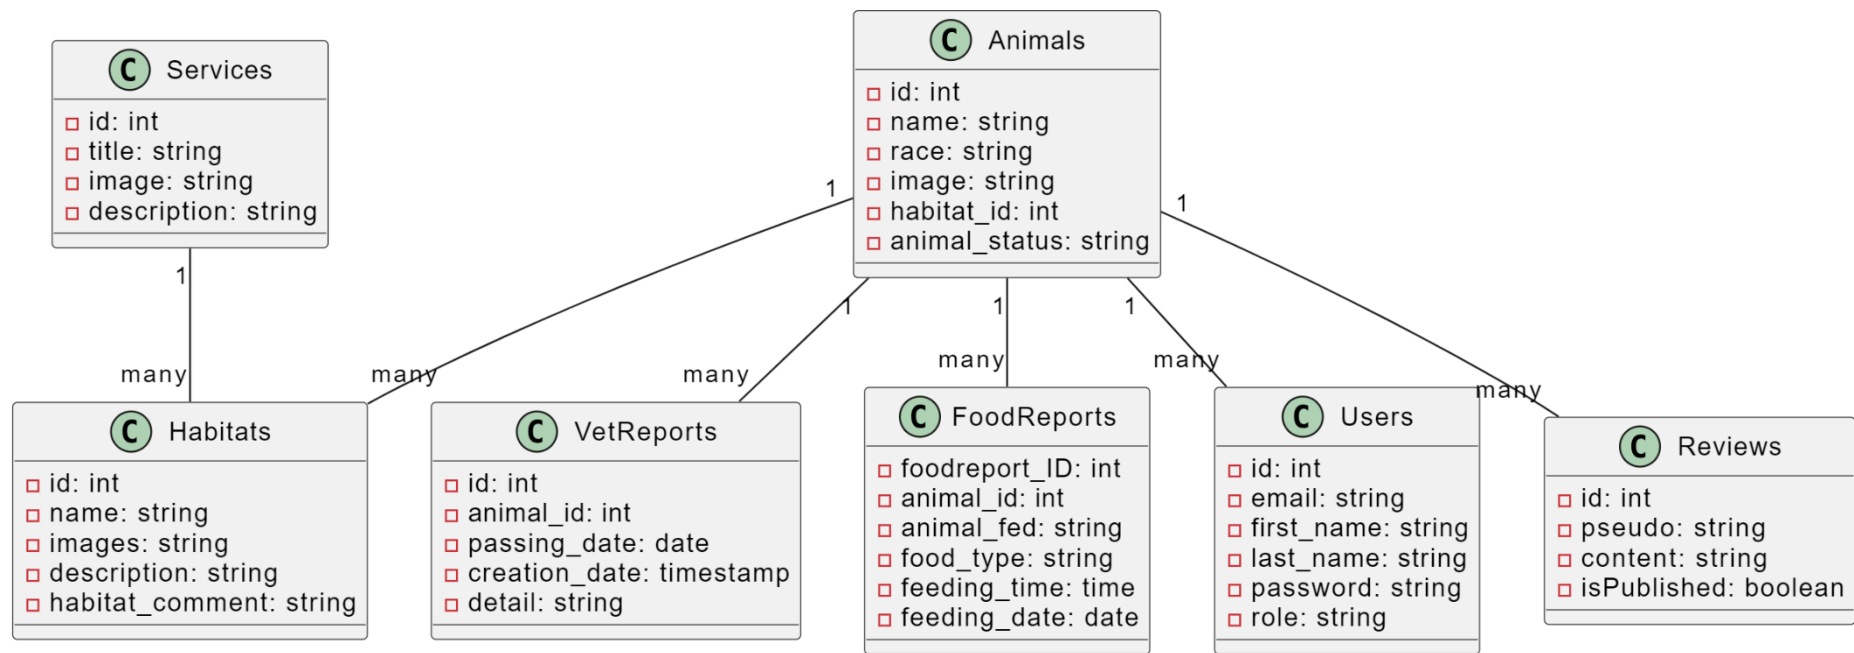 C Services
id: int
title: string
image: string
description: string
C Animals
id: int
name: string
race: string
image: string
habitat_id: int
animal_status: string
1
many
1
many
1
many
1
many
1
many
1
many
C Habitats
id: int
name: string
images: string
description: string
habitat_comment: string
C VetReports
id: int
animal_id: int
passing_date: date
creation_date: timestamp
detail: string
C FoodReports
foodreport_ID: int
animal_id: int
animal_fed: string
food_type: string
feeding_time: time
feeding_date: date
C Users
id: int
email: string
first_name: string
last_name: string
password: string
role: string
C Reviews
id: int
pseudo: string
content: string
isPublished: boolean